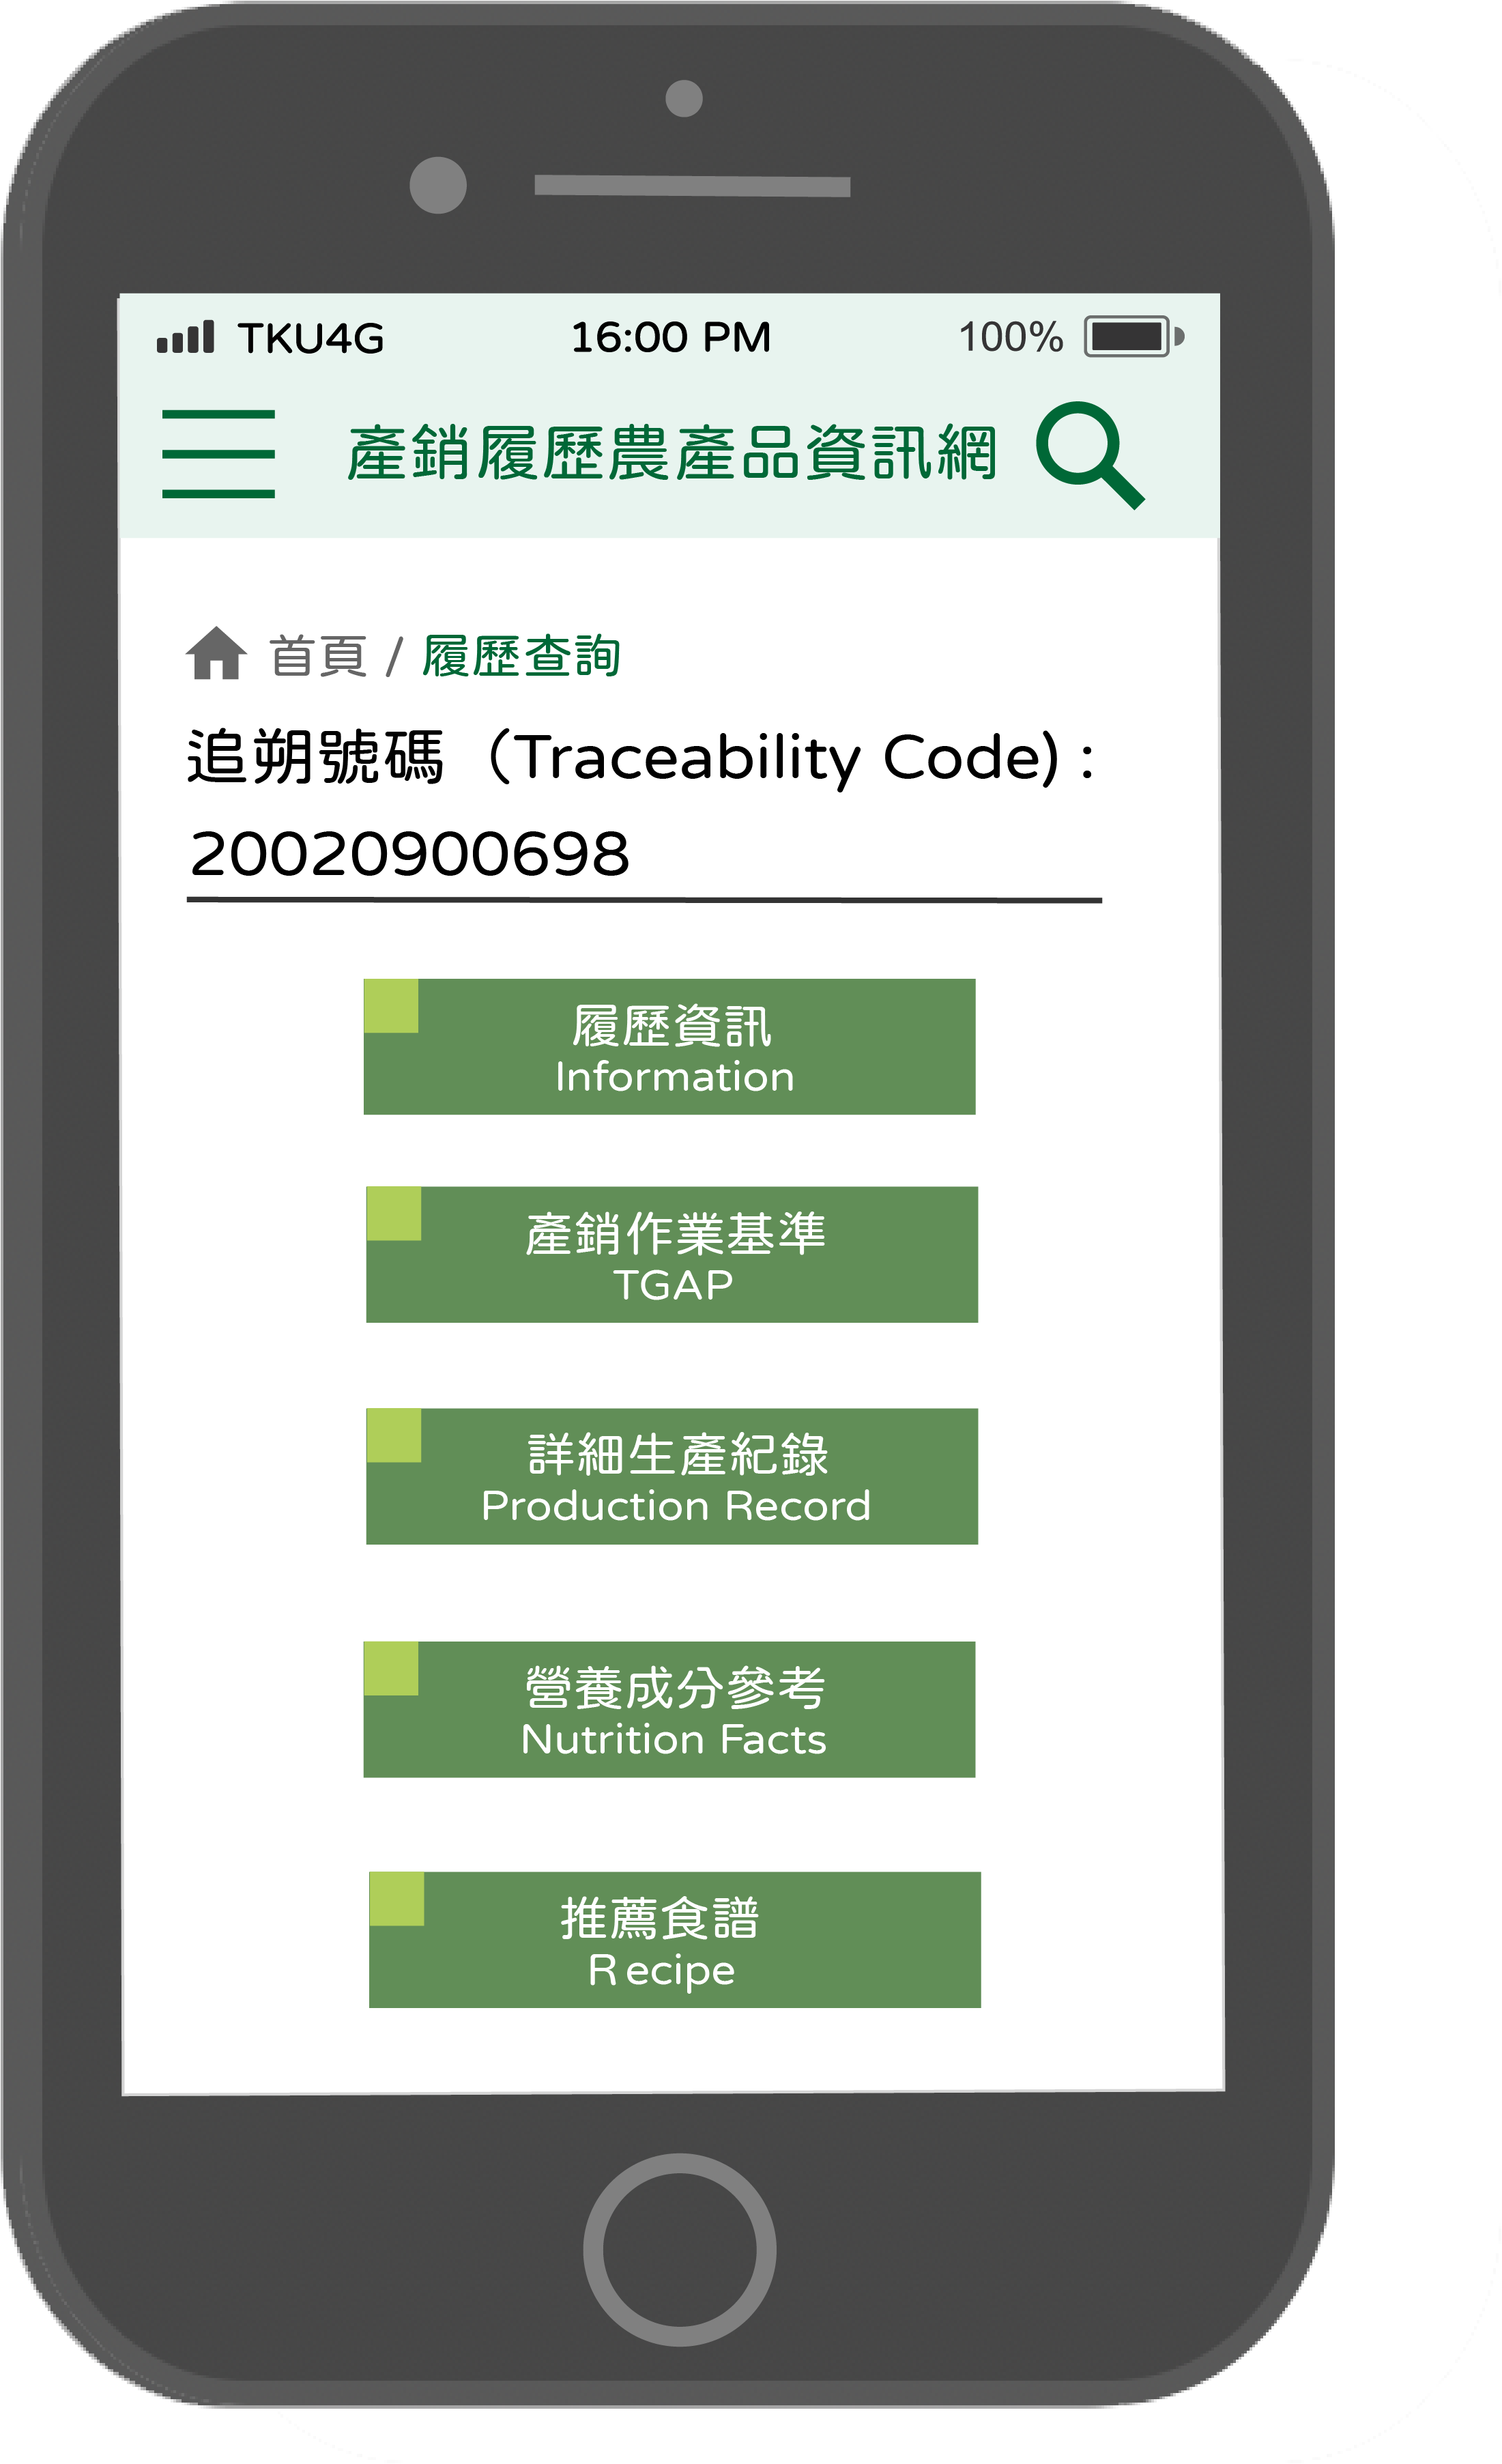 TKU4G 16:00 PM 100%
產銷履歷農產品資訊網
首頁 / 履歷查詢
追朔號碼（Traceability Code) :
20020900698
履歷資訊
Information
產銷作業基準
TGAP
詳細生產紀錄
Production Record
營養成分參考
Nutrition Facts
推薦食譜
Recipe